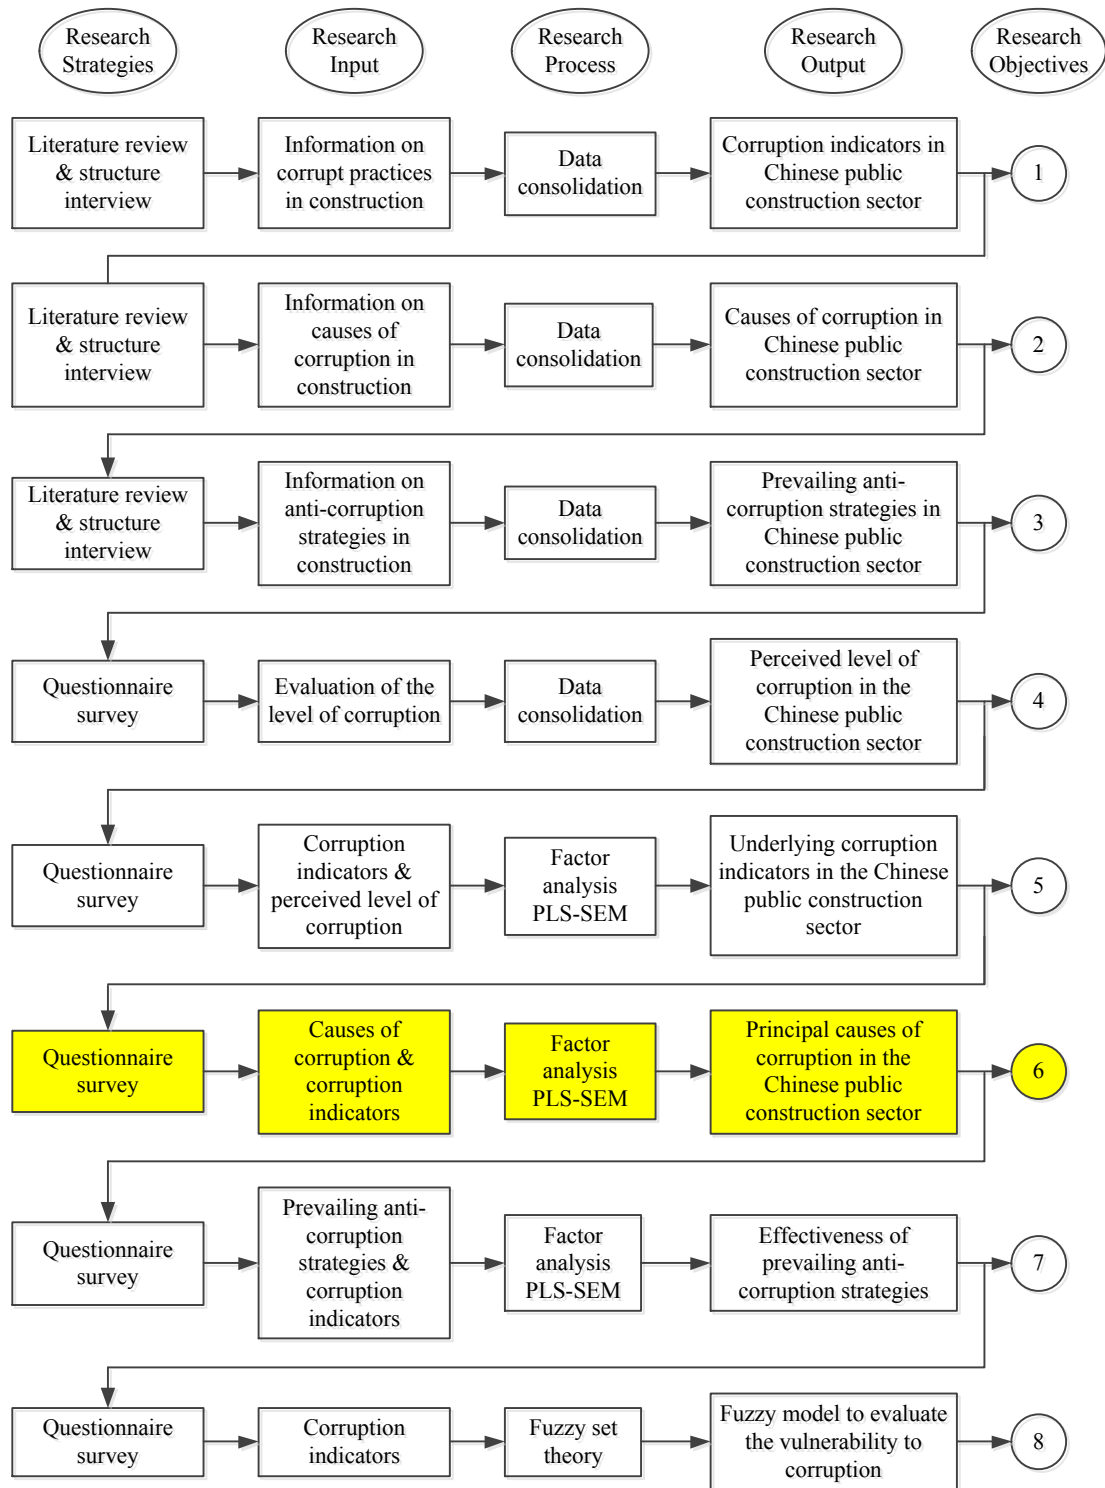 Research
Strategies
Research
Input
Research
Process
Research
Output
Research
Objectives
Literature review
& structure
interview
Information on
corrupt practices
in construction
Data
consolidation
Corruption indicators in
Chinese public
construction sector
1
Literature review
& structure
interview
Information on
causes of
corruption in
construction
Data
consolidation
Causes of corruption in
Chinese public
construction sector
2
Literature review
& structure
interview
Information on
anti-corruption
strategies in
construction
Data
consolidation
Prevailing anti-
corruption strategies in
Chinese public
construction sector
3
Questionnaire
survey
Evaluation of the
level of corruption
Data
consolidation
Perceived level of
corruption in the
Chinese public
construction sector
4
Questionnaire
survey
Corruption
indicators &
perceived level of
corruption
Factor
analysis
PLS-SEM
Underlying corruption
indicators in the Chinese
public construction
sector
5
Questionnaire
survey
Causes of
corruption &
corruption
indicators
Factor
analysis
PLS-SEM
Principal causes of
corruption in the
Chinese public
construction sector
6
Questionnaire
survey
Prevailing anti-
corruption
strategies &
corruption
indicators
Factor
analysis
PLS-SEM
Effectiveness of
prevailing anti-
corruption strategies
7
Questionnaire
survey
Corruption
indicators
Fuzzy set
theory
Fuzzy model to evaluate
the vulnerability to
corruption
8